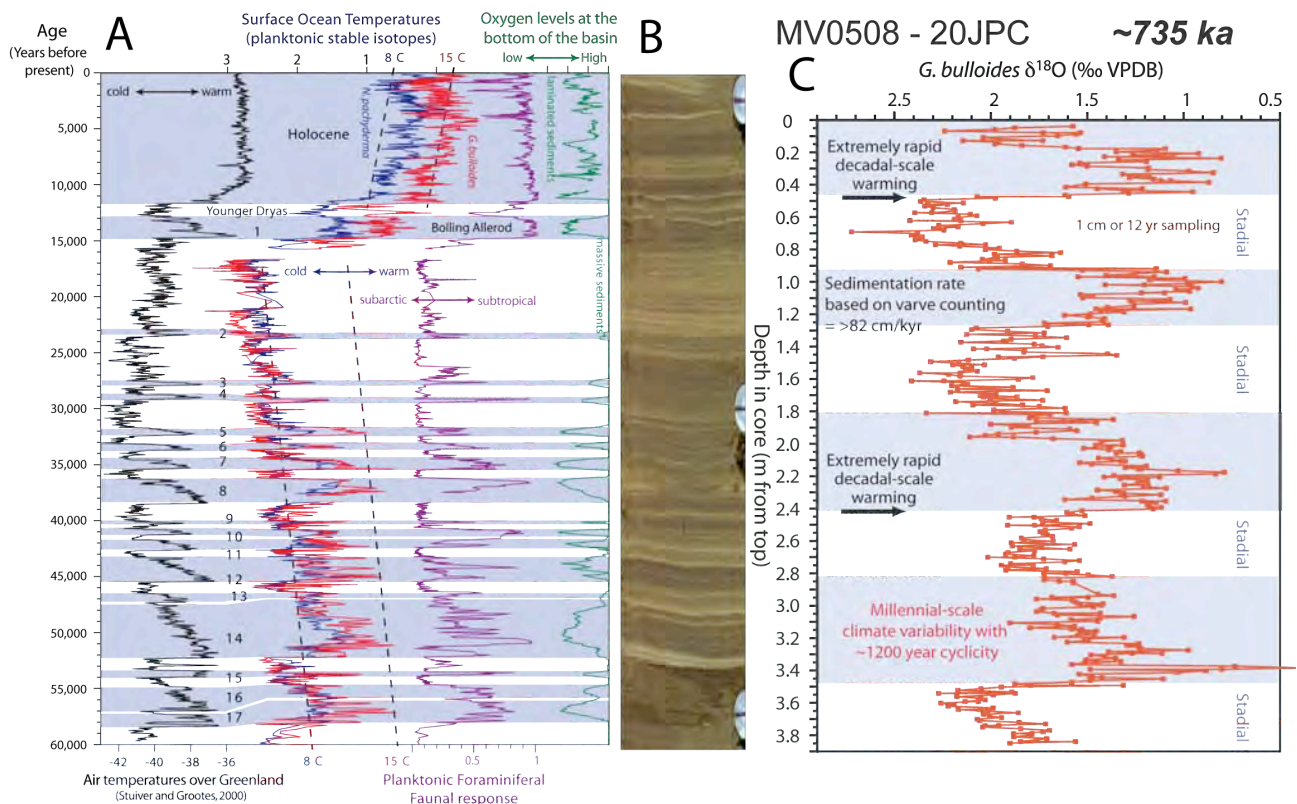 Age
(Years before
present)
A
Surface Ocean Temperatures
(planktonic stable isotopes)
Oxygen levels at the
bottom of the basin
low High
3 2 1 8 C 15 C
0
5,000
10,000
15,000
20,000
25,000
30,000
35,000
40,000
45,000
50,000
55,000
60,000
cold warm
Holocene
N. pachyderma
G. bulloides
laminated sediments
Younger Dryas
Bolling Allerod
massive sediments
cold warm
subarctic subtropical
1
2
3
4
5
6
7
8
9
10
11
12
13
14
15
16
17
-42 -40 -38 -36 8 C 15 C 0.5 1
Air temperatures over Greenland
(Stuiver and Grootes, 2000)
Planktonic Foraminiferal
Faunal response
B
MV0508 - 20JPC ~735 ka
C
G. bulloides δ18O (‰ VPDB)
2.5 2 1.5 1 0.5
Depth in core (m from top)
0
0.2
0.4
0.6
0.8
1.0
1.2
1.4
1.6
1.8
2.0
2.2
2.4
2.6
2.8
3.0
3.2
3.4
3.6
3.8
Extremely rapid
decadal-scale
warming
1 cm or 12 yr sampling
Stadial
Sedimentation rate
based on varve counting
= >82 cm/kyr
Stadial
Extremely rapid
decadal-scale
warming
Stadial
Millennial-scale
climate variability with
~1200 year cyclicity
Stadial